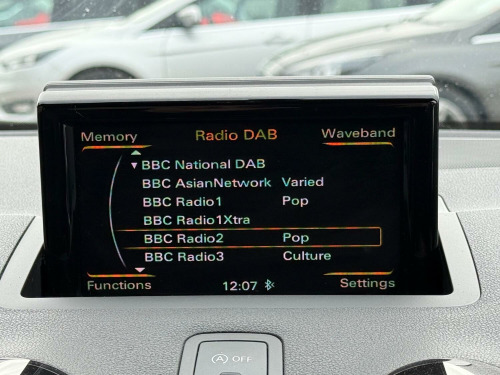 Memory Radio DAB Waveband
BBC National DAB
BBC AsianNetwork Varied
BBC Radio1 Pop
BBC Radio1Xtra
BBC Radio2 Pop
BBC Radio3 Culture
Functions 12:07 Settings
A OFF